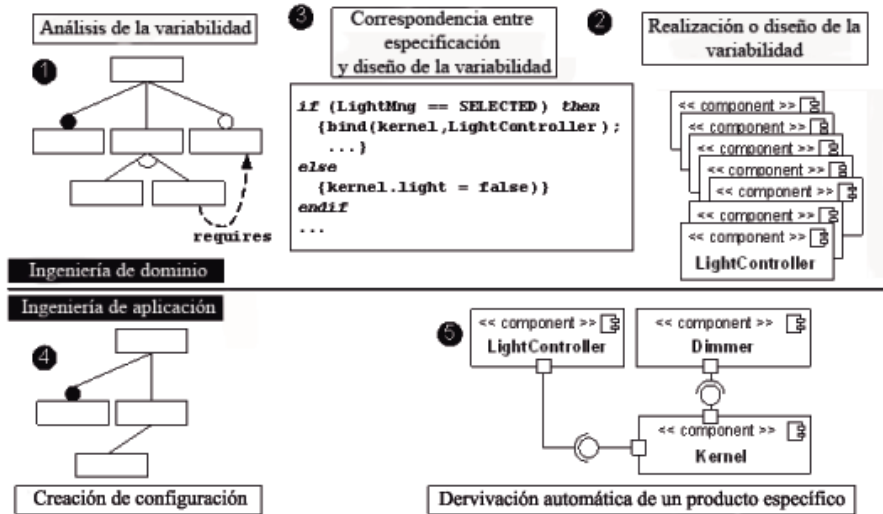 Análisis de la variabilidad
1
requires
3
Correspondencia entre
especificación
y diseño de la variabilidad
if (LightMng == SELECTED) then
{bind(kernel,LightController);
...}
else
{kernel.light = false)}
endif
...
2
Realización o diseño de la
variabilidad
<< component >>
<< component >>
<< component >>
<< component >>
<< component >>
<< component >>
<< component >>
LightController
Ingeniería de dominio
Ingeniería de aplicación
4
Creación de configuración
5
<< component >>
LightController
<< component >>
Dimmer
<< component >>
Kernel
Dervivación automática de un producto específico